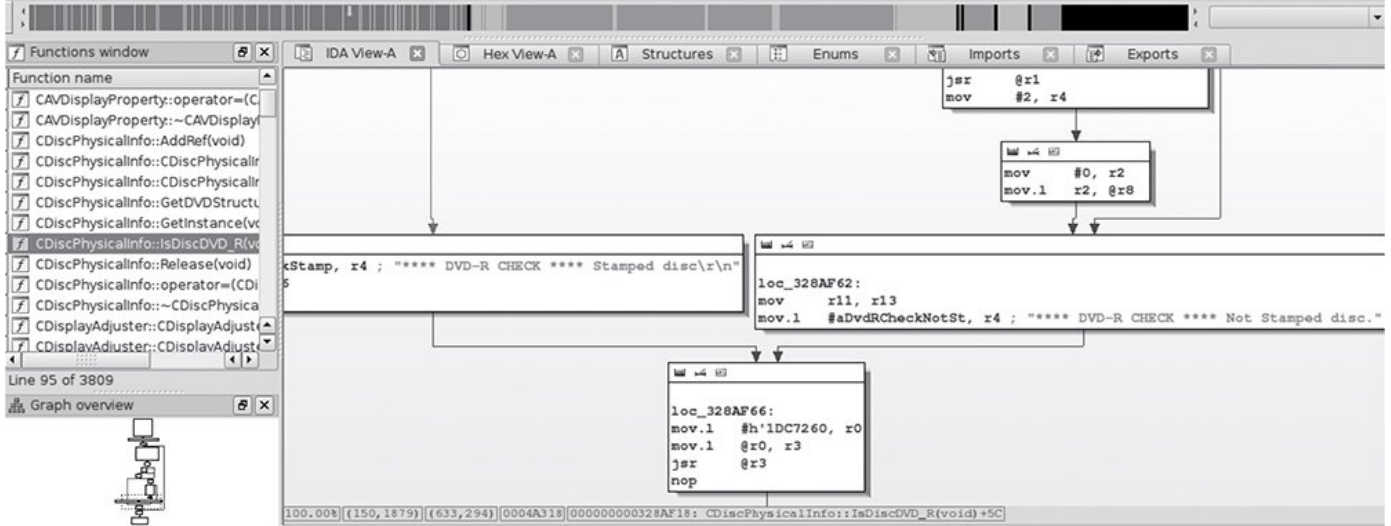 Functions window
IDA View-A
Hex View-A
Structures
Enums
Imports
Exports
Function name
CAVDisplayProperty::operator=(C
CAVDisplayProperty::~CAVDisplay
CDiscPhysicalInfo::AddRef(void)
CDiscPhysicalInfo::CDiscPhysicalIr
CDiscPhysicalInfo::CDiscPhysicalIr
CDiscPhysicalInfo::GetDVDStructu
CDiscPhysicalInfo::GetInstance(vo
CDiscPhysicalInfo::IsDiscDVD_R(vo
CDiscPhysicalInfo::Release(void)
CDiscPhysicalInfo::operator=(CDi
CDiscPhysicalInfo::~CDiscPhysica
CDisplayAdjuster::CDisplayAdjuste
CDisplayAdjuster::CDisplayAdjuste
Line 95 of 3809
Graph overview
jsr @r1
mov #2, r4
mov #0, r2
mov.l r2, @r8
kStamp, r4 ; "**** DVD-R CHECK **** Stamped disc\r\n"
6
loc_328AF62:
mov r11, r13
mov.l #aDvdRCheckNotSt, r4 ; "**** DVD-R CHECK **** Not Stamped disc."
loc_328AF66:
mov.l #h'1DC7260, r0
mov.l @r0, r3
jsr @r3
nop
100.00% (150,1879) (633,294) 0004A318 000000000328AF18: CDiscPhysicalInfo::IsDiscDVD_R(void)+5C